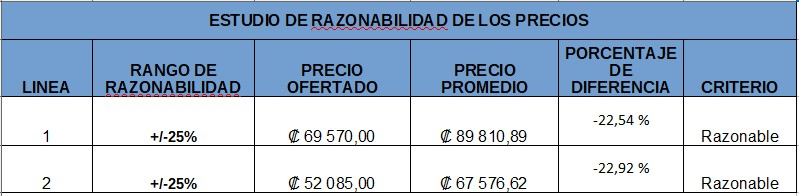 ESTUDIO DE RAZONABILIDAD DE LOS PRECIOS
LINEA | RANGO DE RAZONABILIDAD | PRECIO OFERTADO | PRECIO PROMEDIO | PORCENTAJE DE DIFERENCIA | CRITERIO
1 | +/-25% | ₡ 69 570,00 | ₡ 89 810,89 | -22,54 % | Razonable
2 | +/-25% | ₡ 52 085,00 | ₡ 67 576,62 | -22,92 % | Razonable